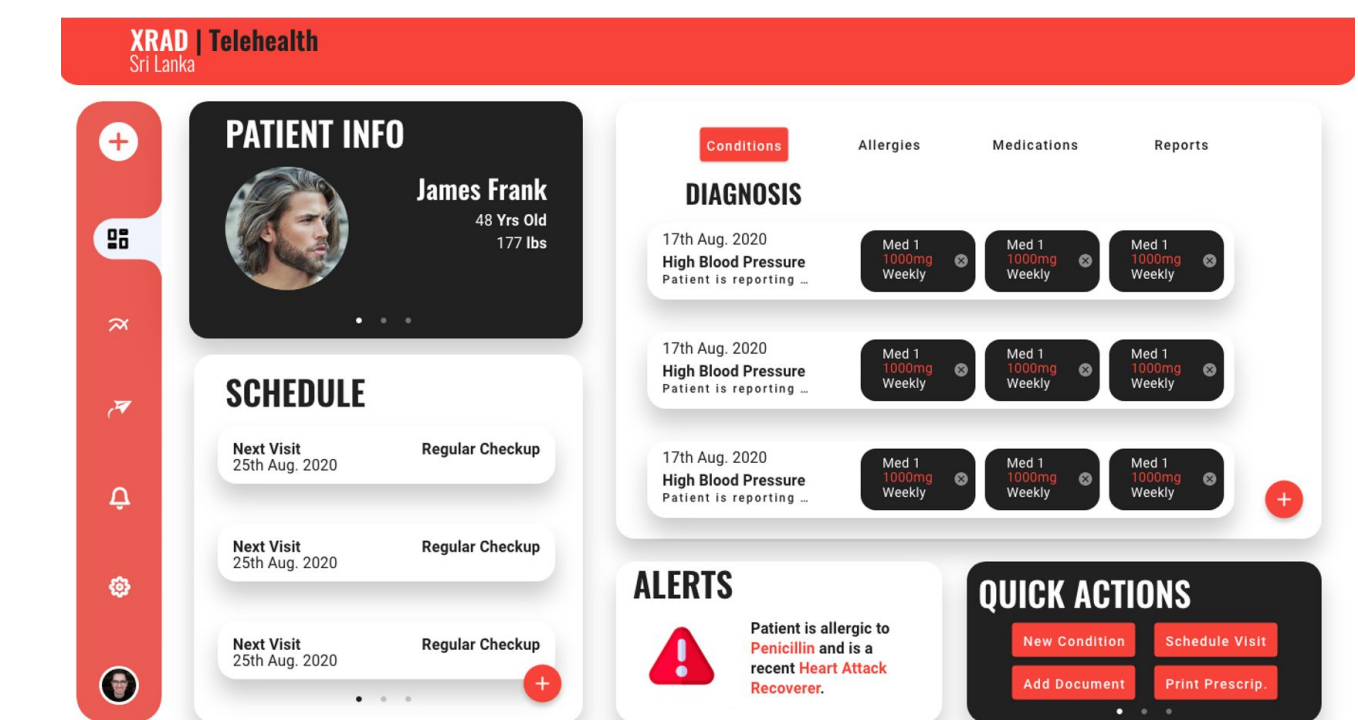 XRAD | Telehealth
Sri Lanka
PATIENT INFO
James Frank
48 Yrs Old
177 lbs
SCHEDULE
Next Visit
Regular Checkup
25th Aug. 2020
Next Visit
Regular Checkup
25th Aug. 2020
Next Visit
Regular Checkup
25th Aug. 2020
Conditions
Allergies
Medications
Reports
DIAGNOSIS
17th Aug. 2020
High Blood Pressure
Patient is reporting ...
Med 1
1000mg
Weekly
Med 1
1000mg
Weekly
Med 1
1000mg
Weekly
17th Aug. 2020
High Blood Pressure
Patient is reporting ...
Med 1
1000mg
Weekly
Med 1
1000mg
Weekly
Med 1
1000mg
Weekly
17th Aug. 2020
High Blood Pressure
Patient is reporting ...
Med 1
1000mg
Weekly
Med 1
1000mg
Weekly
Med 1
1000mg
Weekly
ALERTS
Patient is allergic to
Penicillin and is a
recent Heart Attack
Recoverer.
QUICK ACTIONS
New Condition
Schedule Visit
Add Document
Print Prescrip.